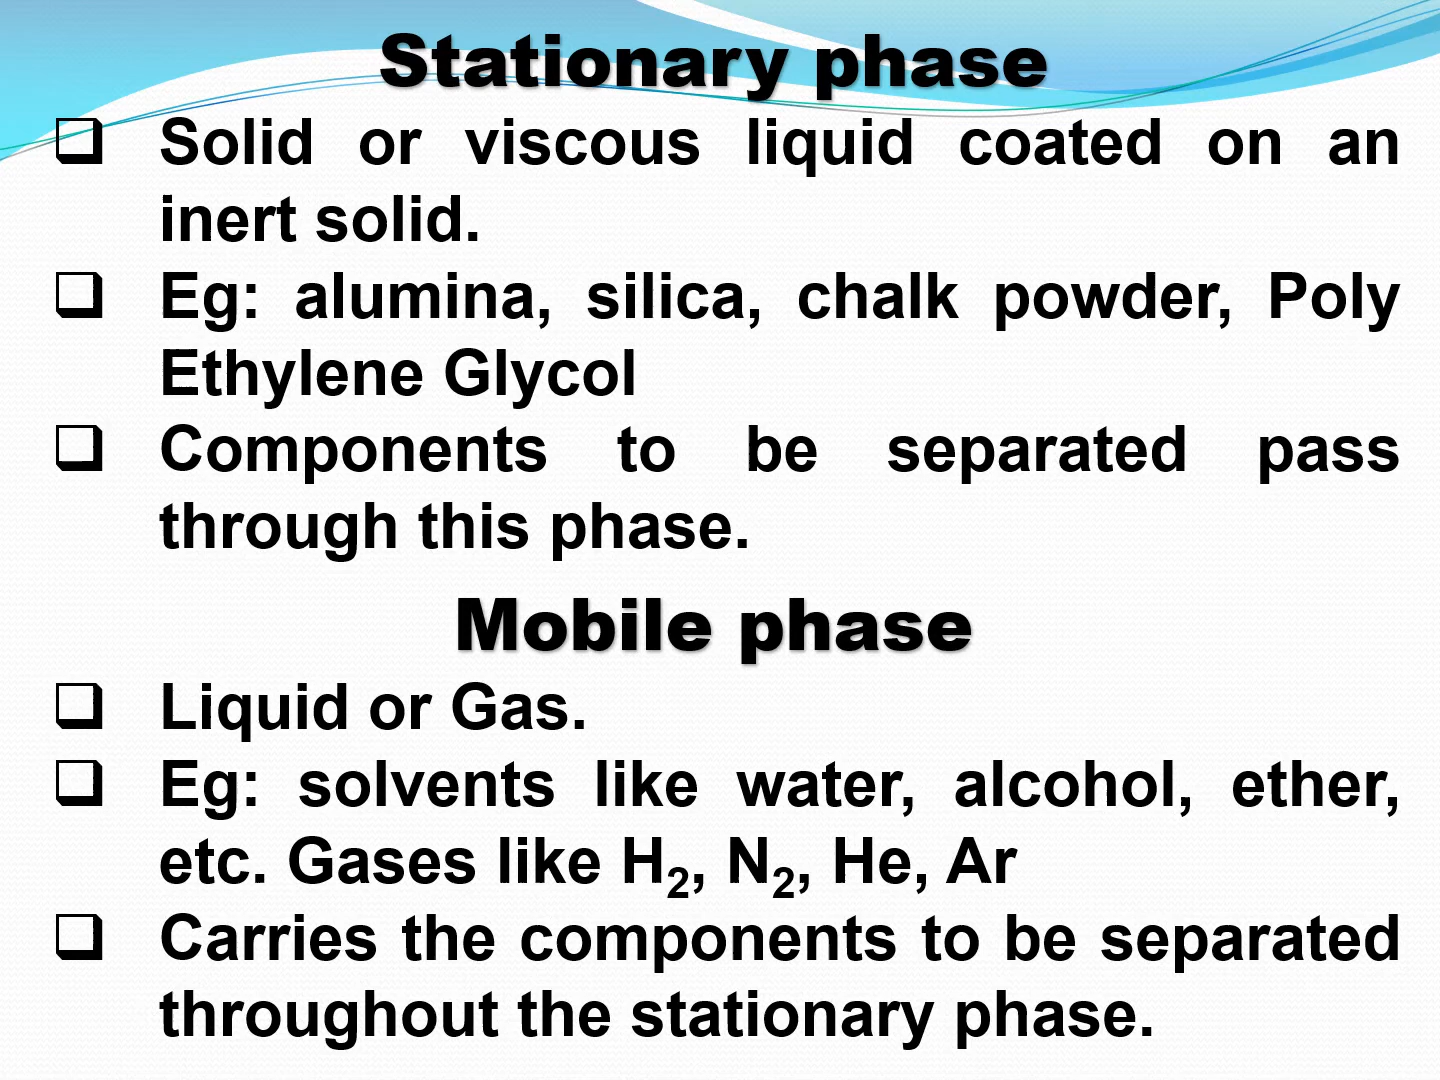 Stationary phase
❑ Solid or viscous liquid coated on an
inert solid.
❑ Eg: alumina, silica, chalk powder, Poly
Ethylene Glycol
❑ Components to be separated pass
through this phase.
Mobile phase
❑ Liquid or Gas.
❑ Eg: solvents like water, alcohol, ether,
etc. Gases like H₂, N₂, He, Ar
❑ Carries the components to be separated
throughout the stationary phase.